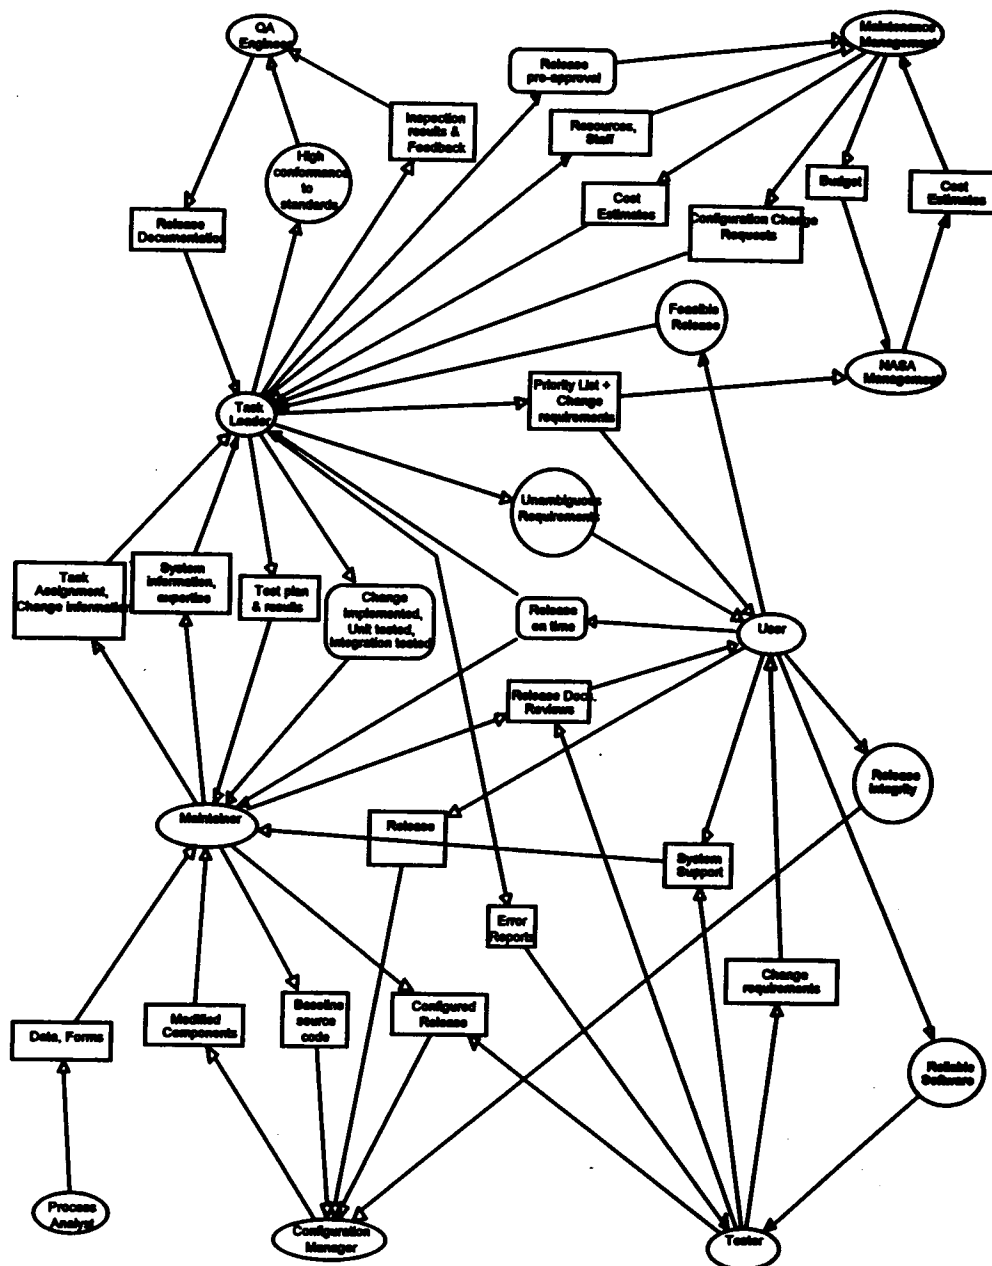 QA
Engineer
Maintenance
Management
Release
pre-approval
Inspection
results &
Feedback
Resources,
Staff
High
conformance
to
standards
Budget
Cost
Estimates
Cost
Estimates
Release
Documentation
Configuration Change
Requests
Feasible
Release
NASA
Management
Priority List +
Change
requirements
Task
Leader
Unambiguous
Requirements
Task
Assignment,
Change information
System
information,
expertise
Test plan
& results
Change
Implemented,
Unit tested,
Integration tested
Release
on time
User
Release Doc.
Reviews
Release
Integrity
Maintainer
Release
System
Support
Error
Reports
Change
requirements
Data, Forms
Modified
Components
Baseline
source
code
Configured
Release
Reliable
Software
Process
Analyst
Configuration
Manager
Tester